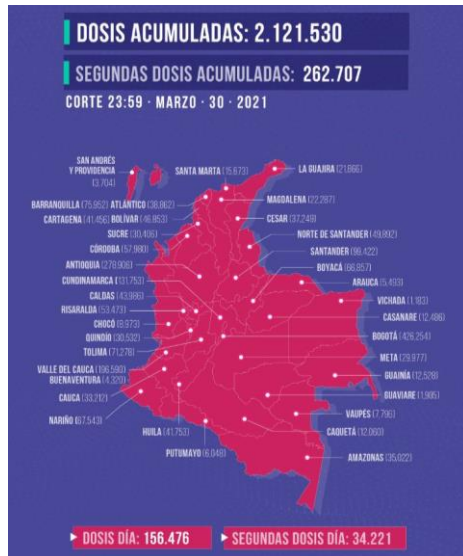 DOSIS ACUMULADAS: 2.121.530
SEGUNDAS DOSIS ACUMULADAS: 262.707
CORTE 23:59 · MARZO · 30 · 2021
SAN ANDRÉS
Y PROVIDENCIA
(3,704)
SANTA MARTA (15,673)
LA GUAJIRA (21,866)
BARRANQUILLA (75,952) ATLÁNTICO (38,862)
MAGDALENA (22,287)
CARTAGENA (41,456) BOLÍVAR (46,853)
CESAR (37,249)
SUCRE (30,406)
NORTE DE SANTANDER (49,892)
CÓRDOBA (57,980)
SANTANDER (99,422)
ANTIOQUIA (278,906)
BOYACÁ (66,857)
CUNDINAMARCA (131,753)
ARAUCA (5,493)
CALDAS (43,986)
VICHADA (1,183)
RISARALDA (53,473)
CASANARE (12,486)
CHOCÓ (8,973)
BOGOTÁ (426,254)
QUINDÍO (30,532)
TOLIMA (71,278)
META (29,977)
VALLE DEL CAUCA (196,590)
GUAINÍA (12,528)
BUENAVENTURA (4,320)
GUAVIARE (1,985)
CAUCA (33,212)
VAUPÉS (7,796)
NARIÑO (67,543)
HUILA (41,753)
CAQUETÁ (12,060)
PUTUMAYO (6,048)
AMAZONAS (35,022)
DOSIS DÍA: 156.476
SEGUNDAS DOSIS DÍA: 34.221